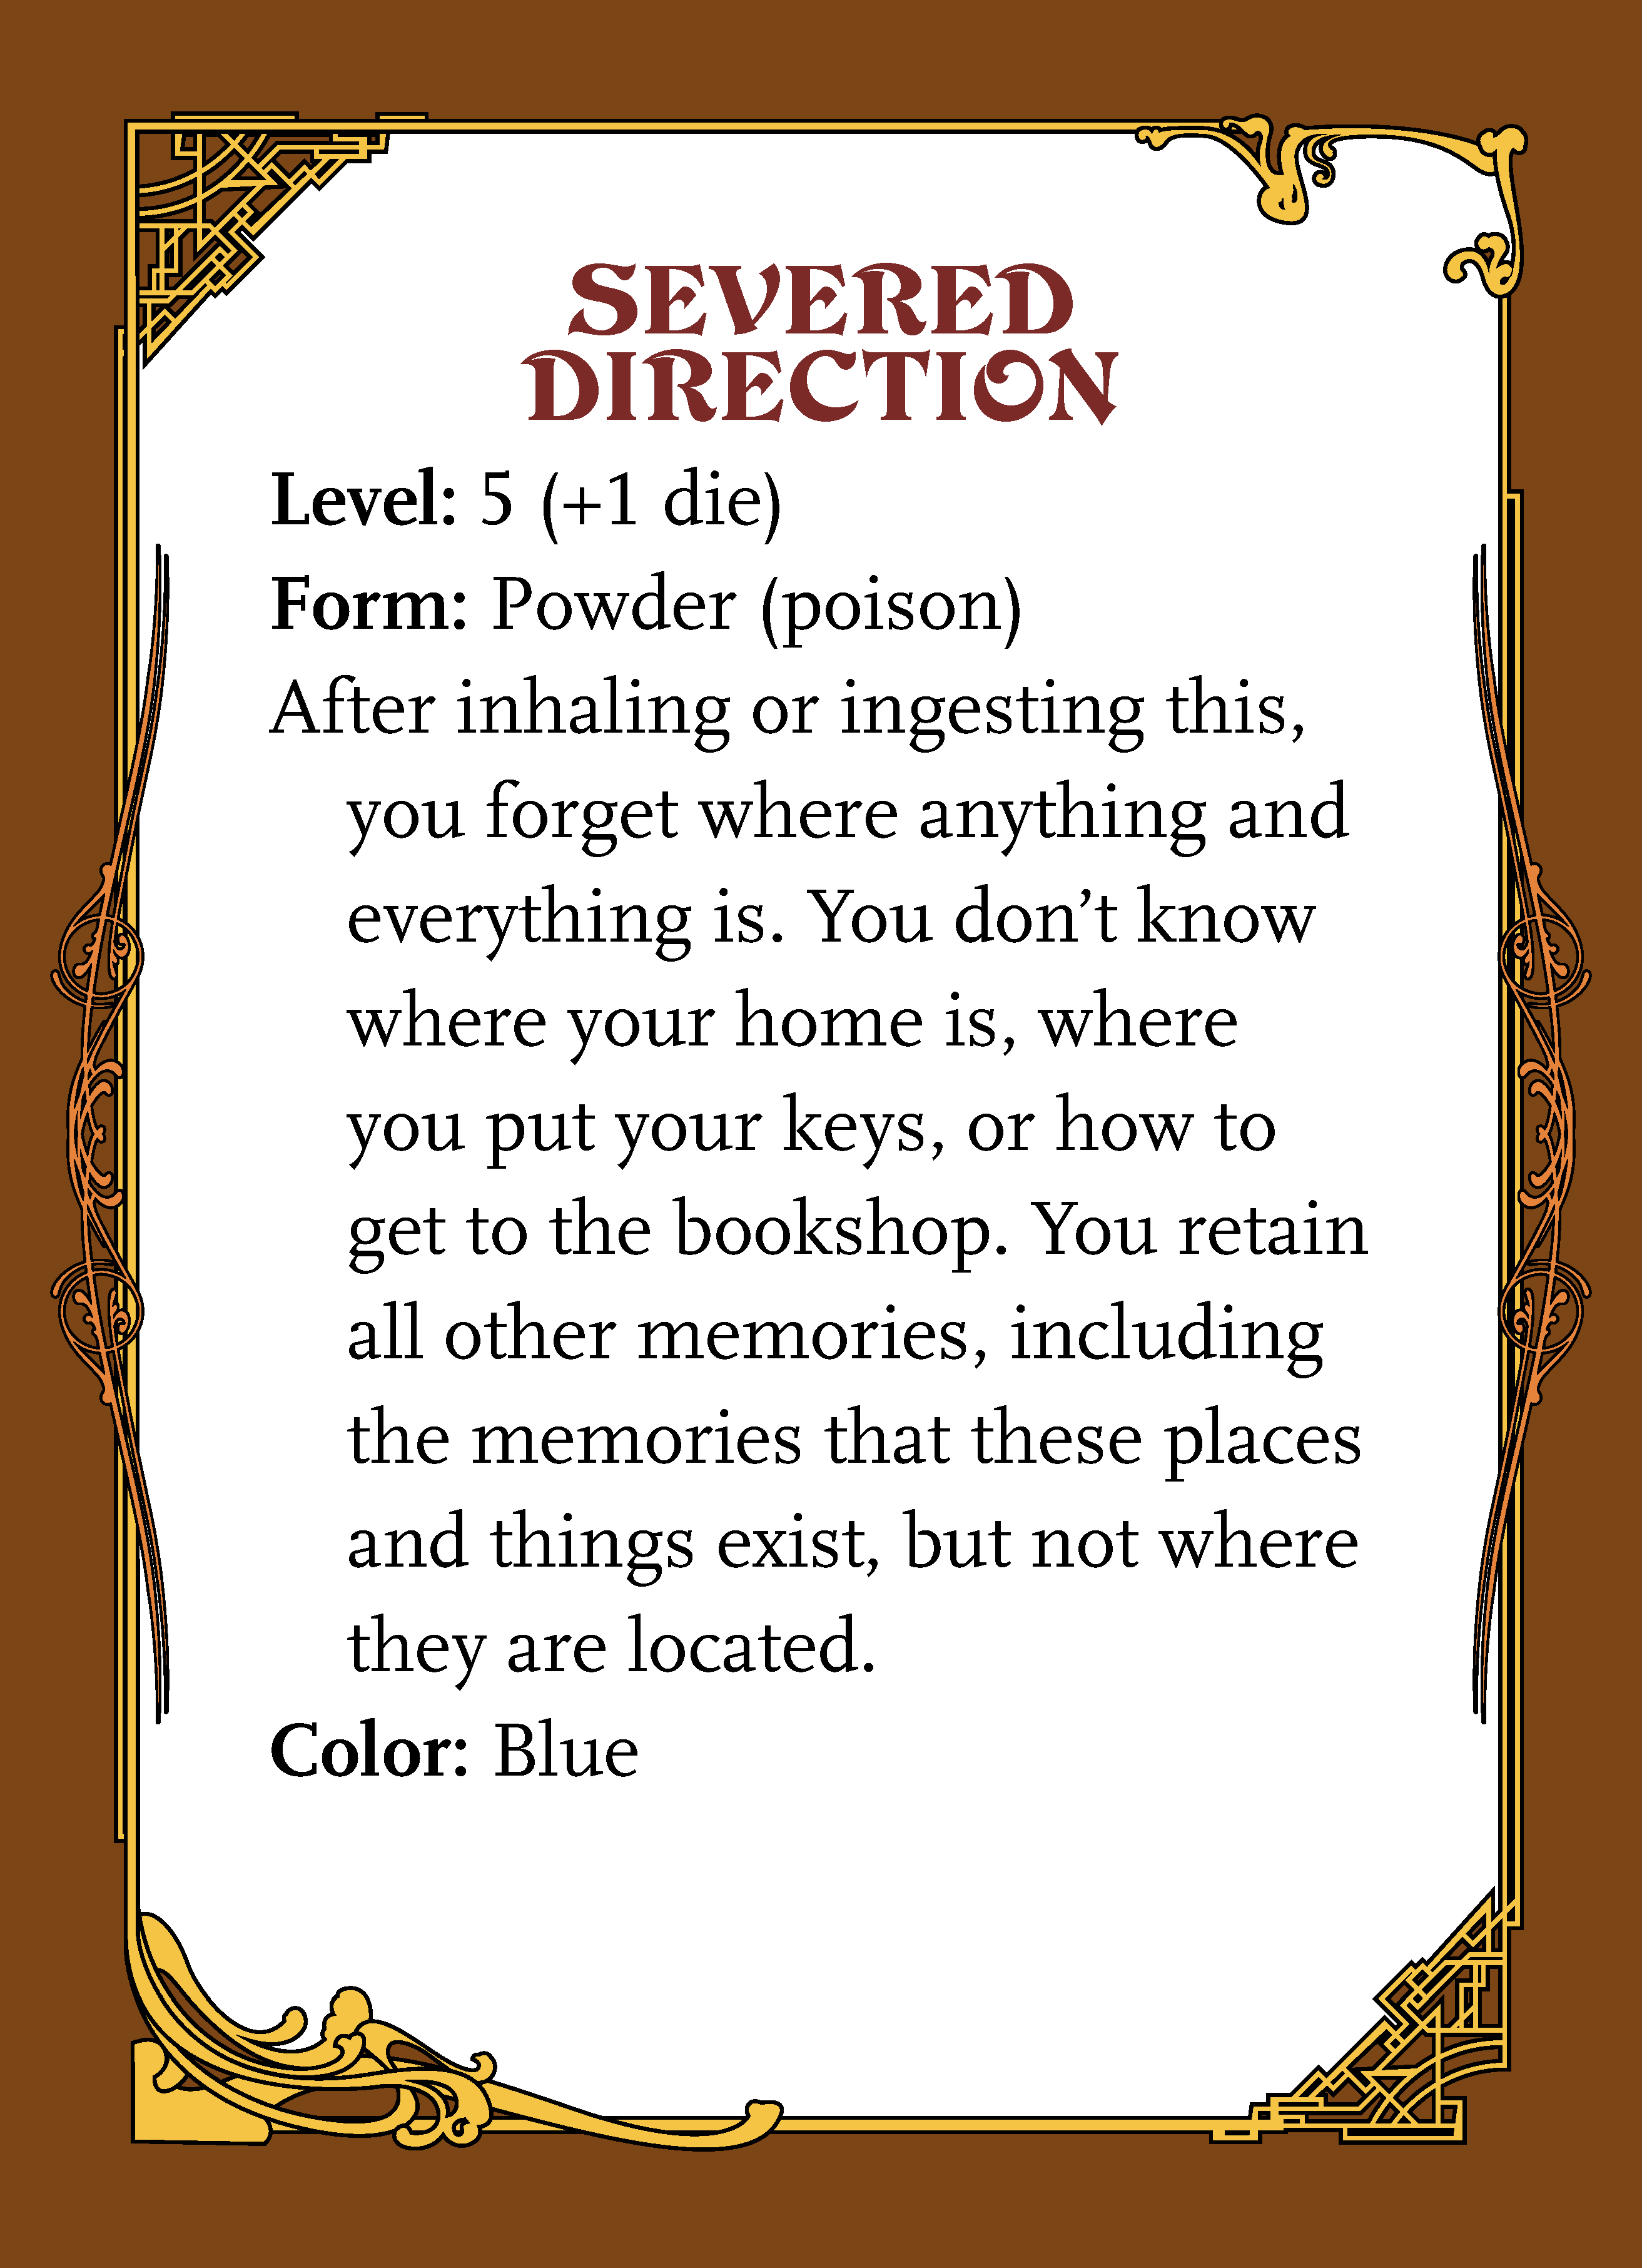 SEVERED
DIRECTION
Level: 5 (+1 die)
Form: Powder (poison)
After inhaling or ingesting this,
you forget where anything and
everything is. You don’t know
where your home is, where
you put your keys, or how to
get to the bookshop. You retain
all other memories, including
the memories that these places
and things exist, but not where
they are located.
Color: Blue